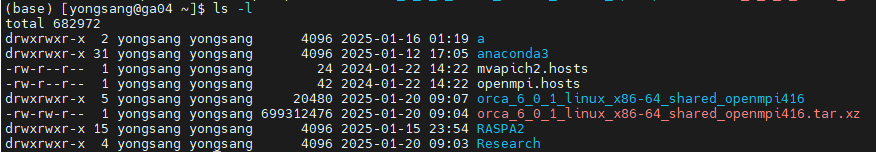 (base) [yongsang@ga04 ~]$ ls -l
total 682972
drwxrwxr-x  2 yongsang yongsang      4096 2025-01-16 01:19 a
drwxrwxr-x 31 yongsang yongsang      4096 2025-01-12 17:05 anaconda3
-rw-r--r--  1 yongsang yongsang        24 2024-01-22 14:22 mvapich2.hosts
-rw-r--r--  1 yongsang yongsang        42 2024-01-22 14:22 openmpi.hosts
drwxrwxr-x  5 yongsang yongsang     20480 2025-01-20 09:07 orca_6_0_1_linux_x86-64_shared_openmpi416
-rw-rw-r--  1 yongsang yongsang 699312476 2025-01-20 09:04 orca_6_0_1_linux_x86-64_shared_openmpi416.tar.xz
drwxrwxr-x 15 yongsang yongsang      4096 2025-01-15 23:54 RASPA2
drwxrwxr-x  4 yongsang yongsang      4096 2025-01-20 09:03 Research